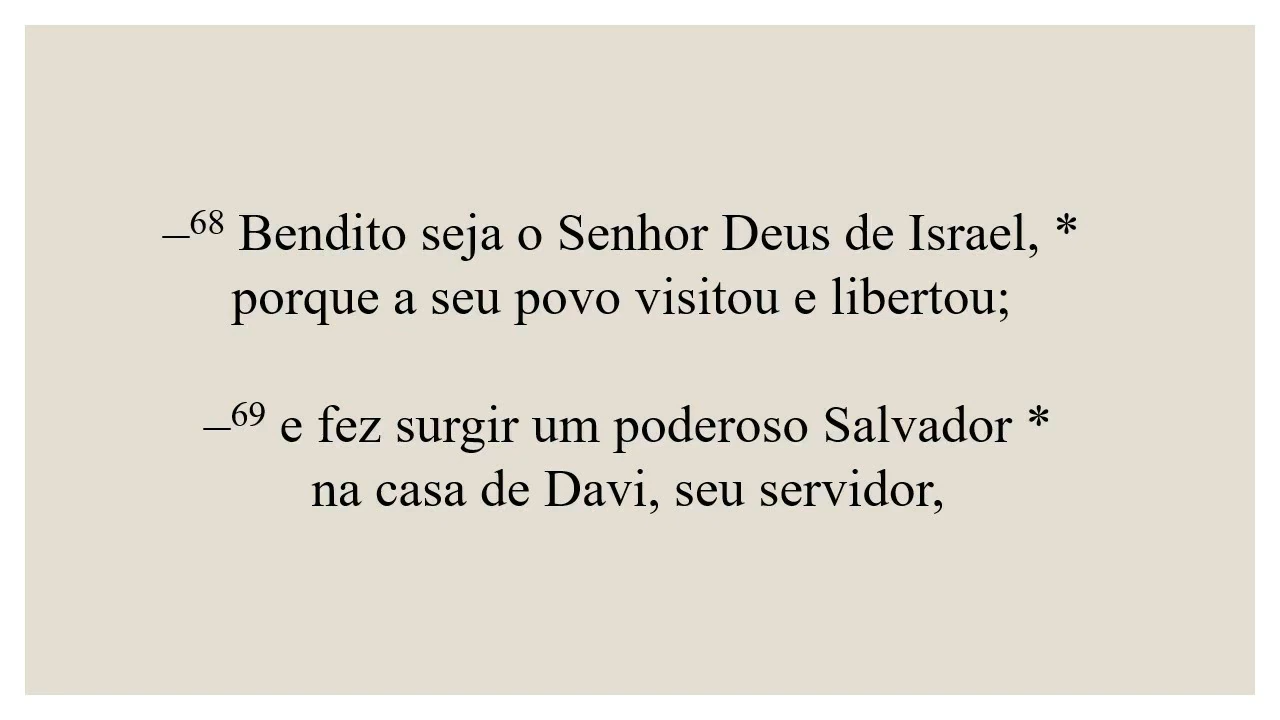 –⁶⁸ Bendito seja o Senhor Deus de Israel, *
porque a seu povo visitou e libertou;
–⁶⁹ e fez surgir um poderoso Salvador *
na casa de Davi, seu servidor,